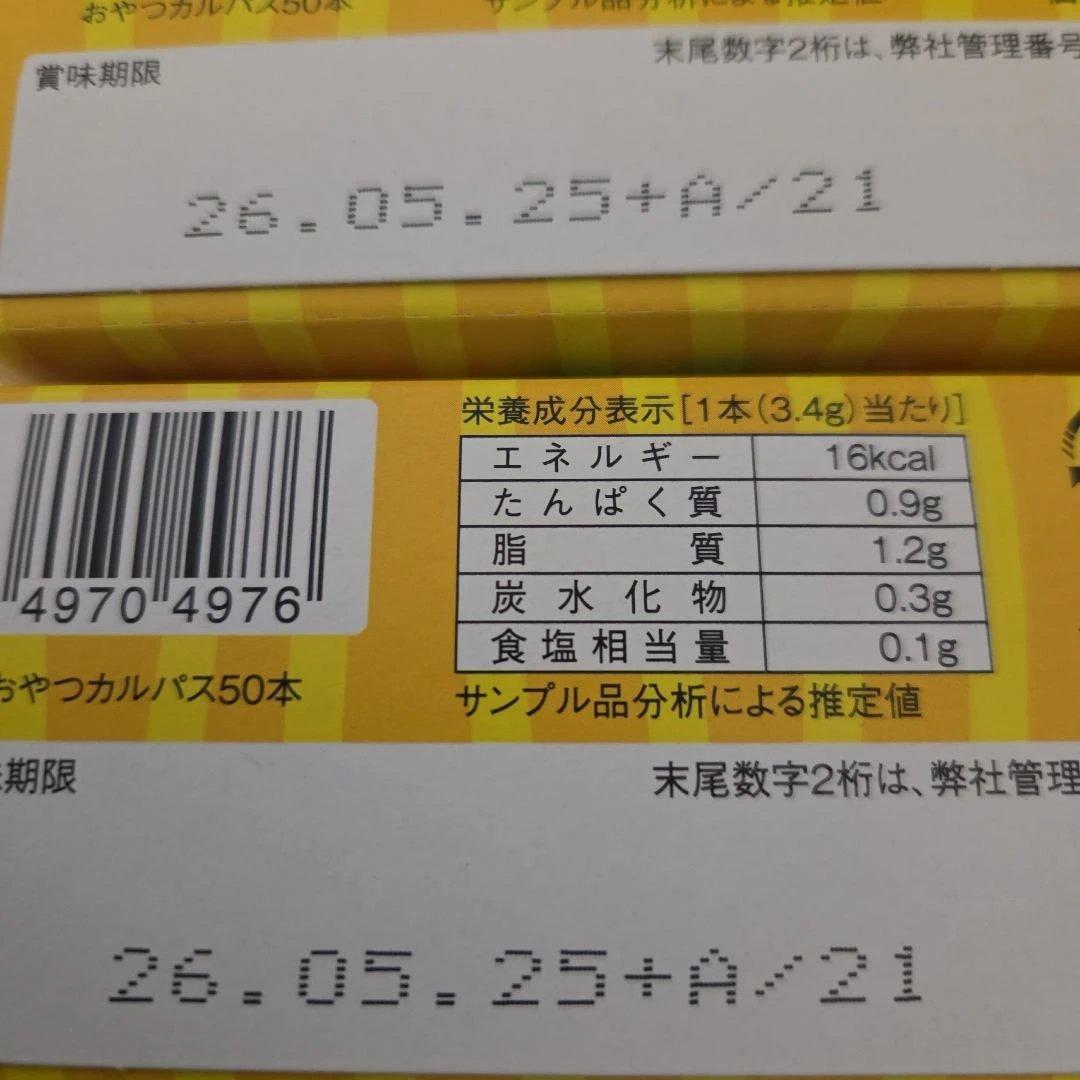 おやつカルパス50本
サンプル品分析による推定値
賞味期限
末尾数字2桁は、弊社管理番号
26.05.25+A/21
栄養成分表示[1本(3.4g)当たり]
エネルギー 16kcal
たんぱく質 0.9g
脂質 1.2g
炭水化物 0.3g
食塩相当量 0.1g
サンプル品分析による推定値
4970 4976
おやつカルパス50本
期限
末尾数字2桁は、弊社管理
26.05.25+A/21